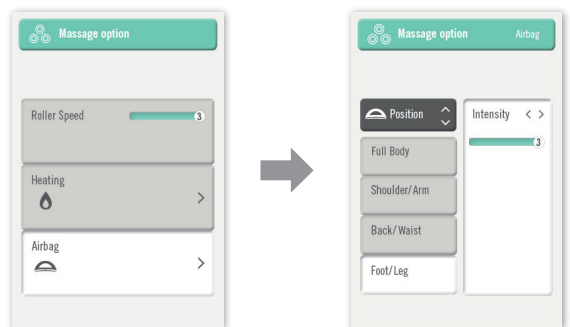 Massage option
Roller Speed 3
Heating
Airbag
Massage option Airbag
Position
Full Body
Shoulder/Arm
Back/Waist
Foot/Leg
Intensity < >
3